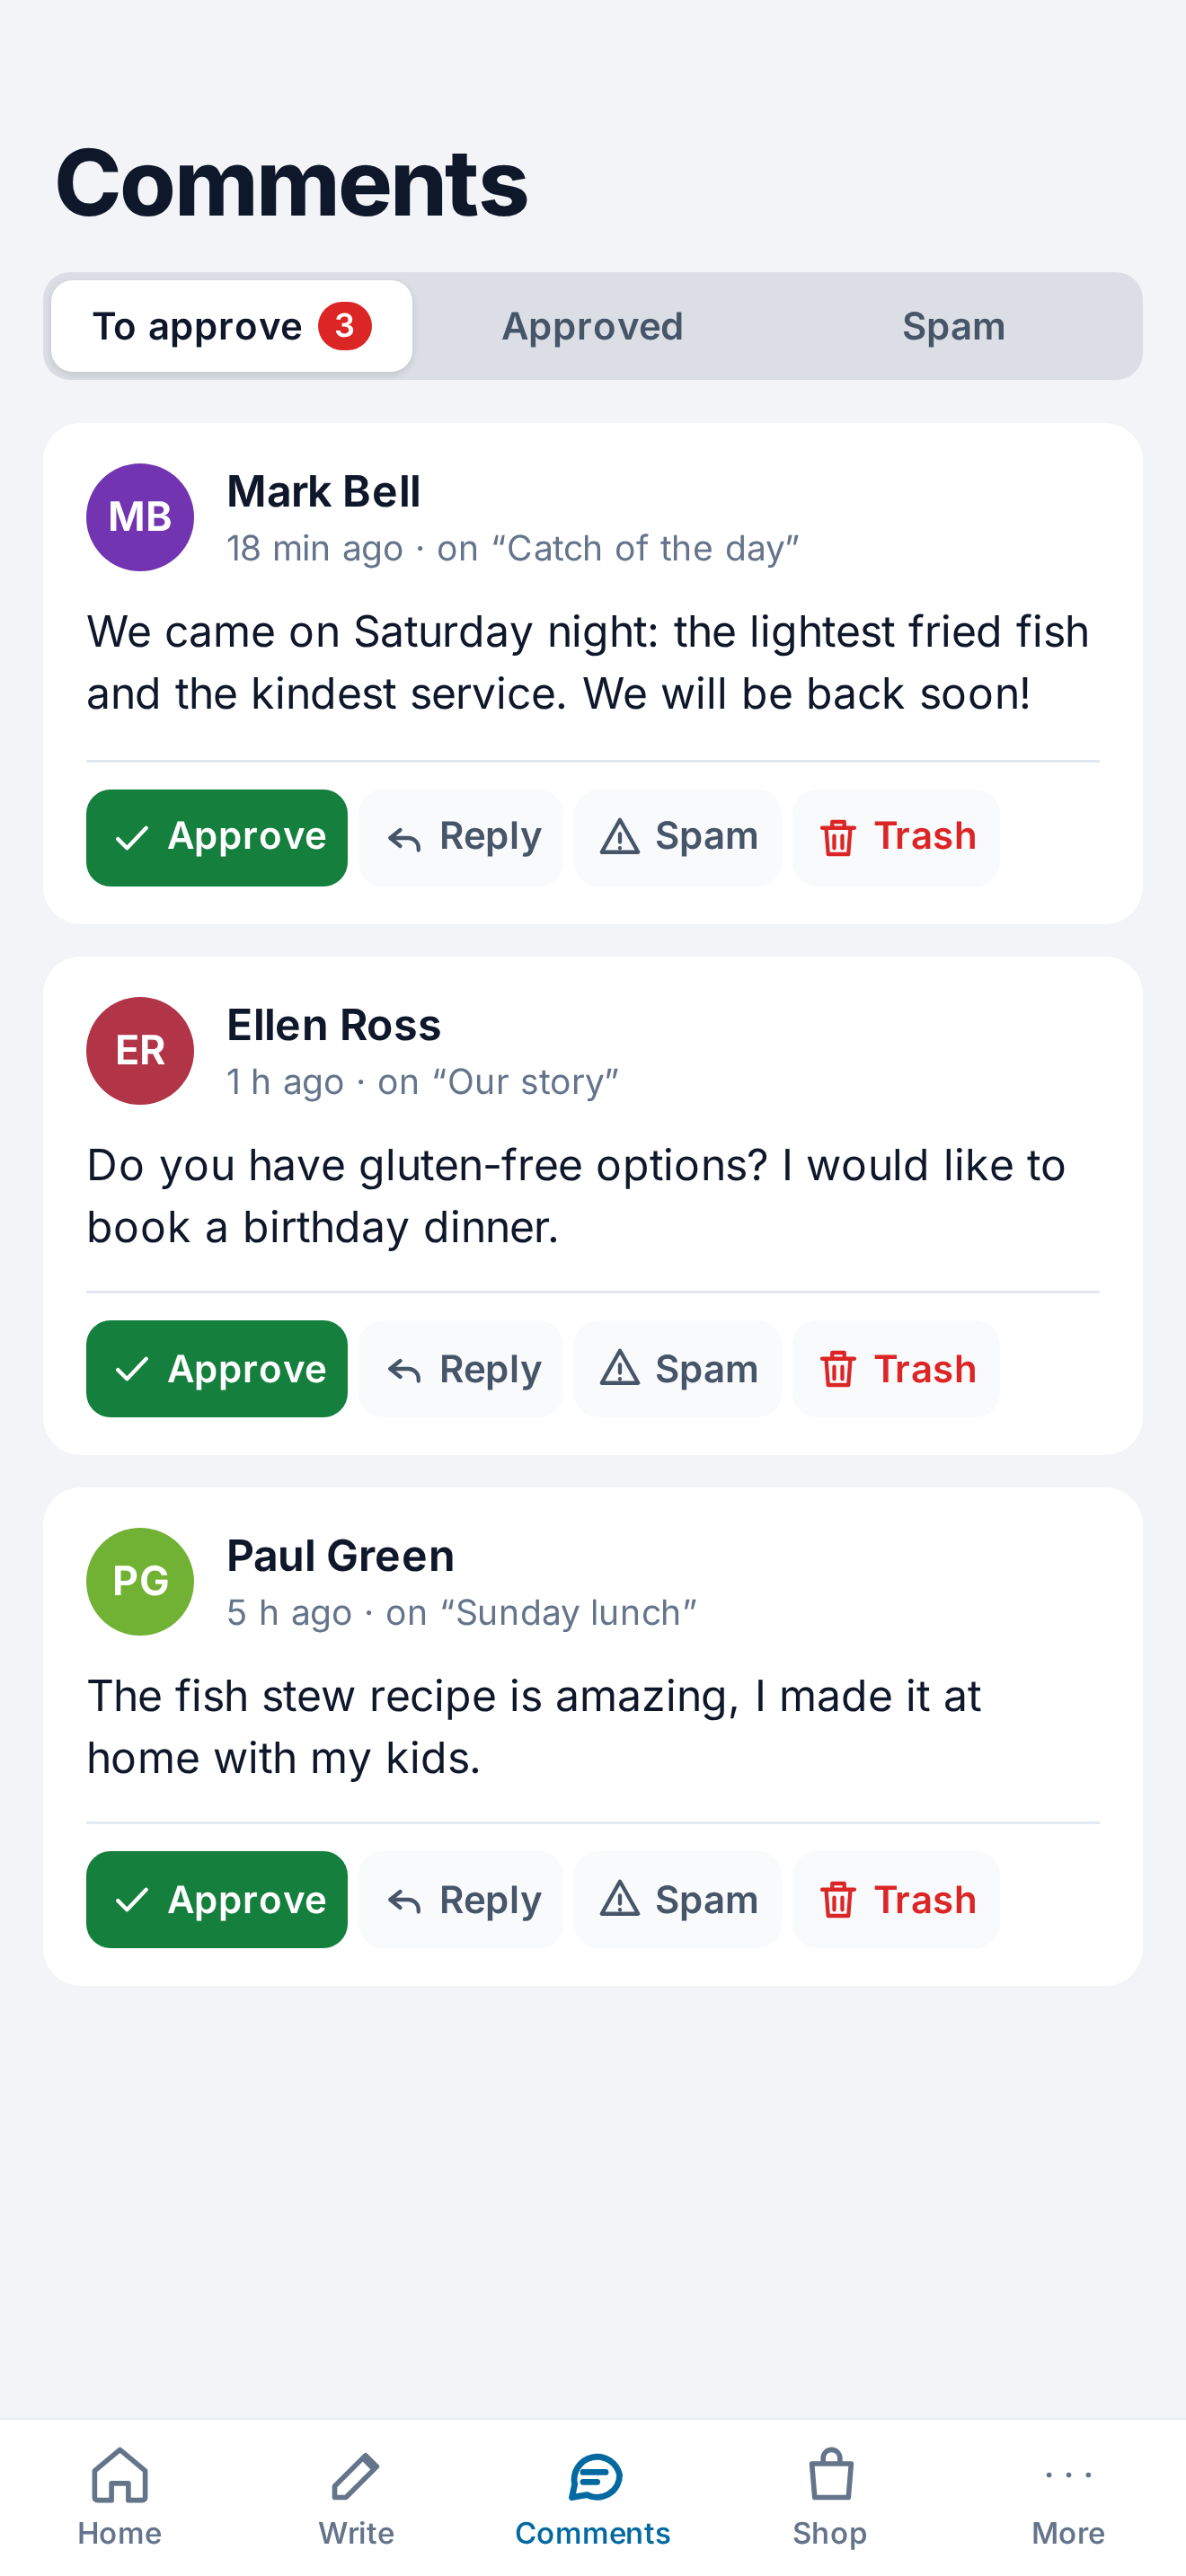 Comments
To approve 3 Approved Spam
MB
Mark Bell
18 min ago · on “Catch of the day”
We came on Saturday night: the lightest fried fish
and the kindest service. We will be back soon!
Approve Reply Spam Trash
ER
Ellen Ross
1 h ago · on “Our story”
Do you have gluten-free options? I would like to
book a birthday dinner.
Approve Reply Spam Trash
PG
Paul Green
5 h ago · on “Sunday lunch”
The fish stew recipe is amazing, I made it at
home with my kids.
Approve Reply Spam Trash
Home Write Comments Shop More